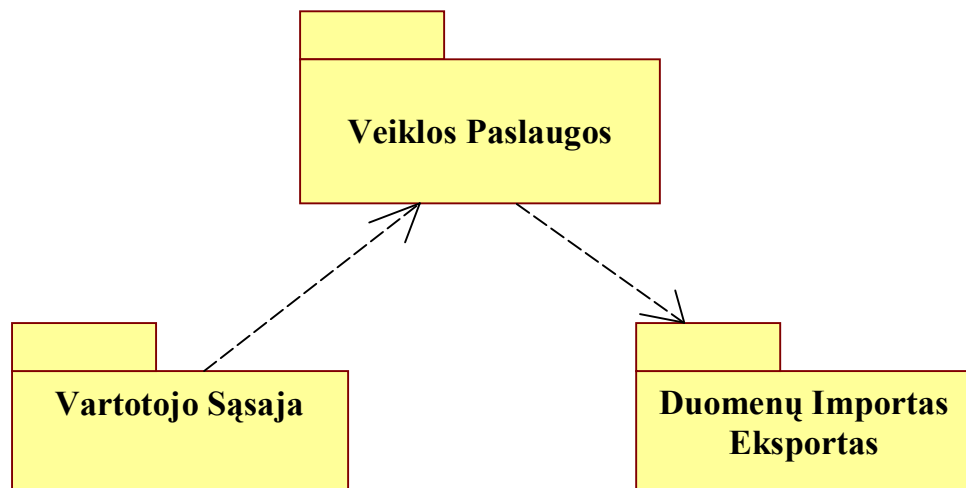 Veiklos Paslaugos
Vartotojo Sąsaja
Duomenų Importas
Eksportas